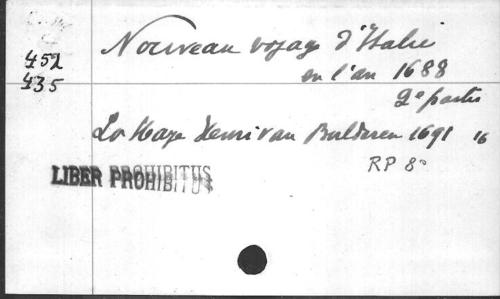 Nouveau voyage d'Italie
452
en l'an 1688
435
2e partie
La Haye Henri van Bulderen 1691 16
RP 8°
LIBER PROHIBITUS